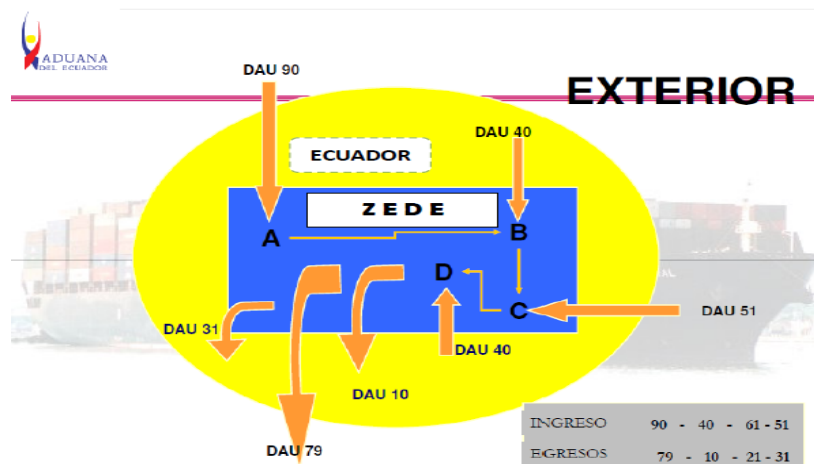 ADUANA
DEL ECUADOR
DAU 90
EXTERIOR
DAU 40
ECUADOR
Z E D E
A
B
D
C
DAU 51
DAU 31
DAU 40
DAU 10
DAU 79
INGRESO 90 - 40 - 61 - 51
EGRESOS 79 - 10 - 21 - 31